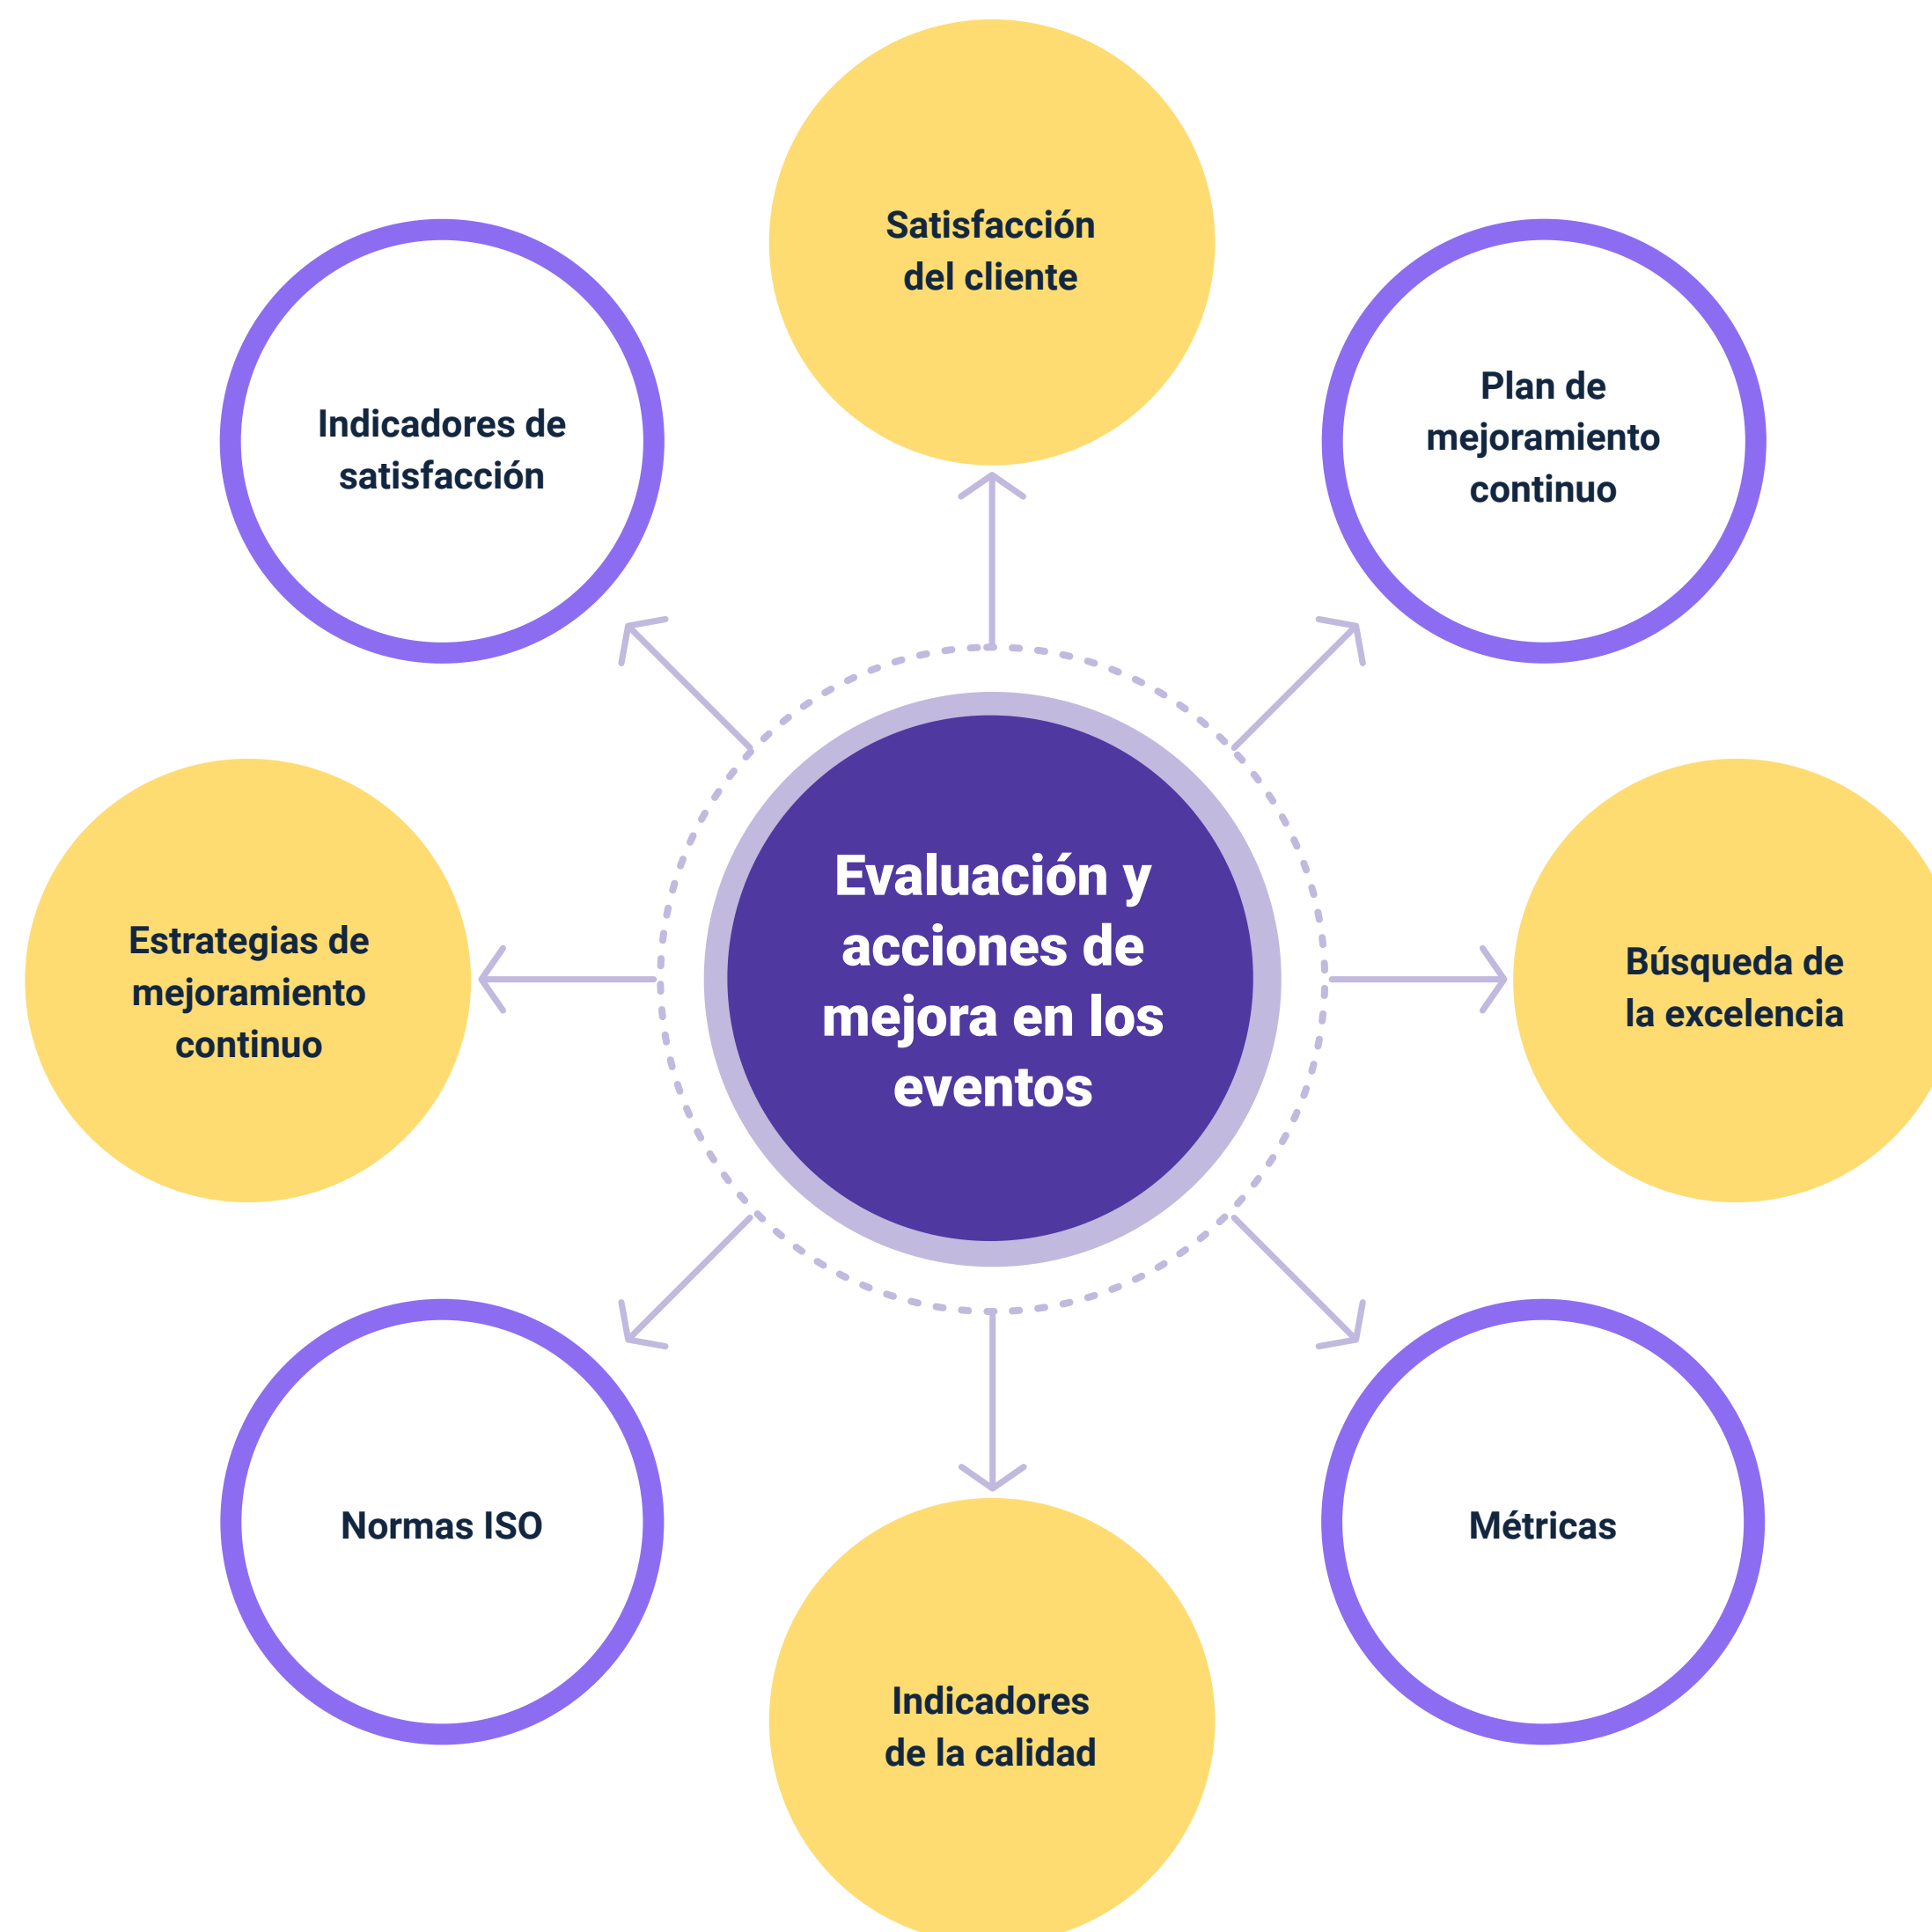 Satisfacción
del cliente
Plan de
mejoramiento
continuo
Indicadores de
satisfacción
Evaluación y
acciones de
mejora en los
eventos
Estrategias de
mejoramiento
continuo
Búsqueda de
la excelencia
Normas ISO
Métricas
Indicadores
de la calidad